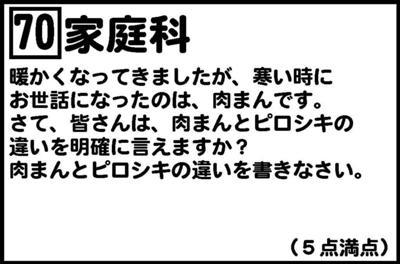 70 家庭科
暖かくなってきましたが、寒い時に
お世話になったのは、肉まんです。
さて、皆さんは、肉まんとピロシキの
違いを明確に言えますか？
肉まんとピロシキの違いを書きなさい。
（５点満点）